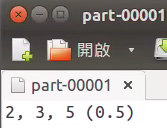 part-00001
開啟
part-00001 ×
2, 3, 5 (0.5)